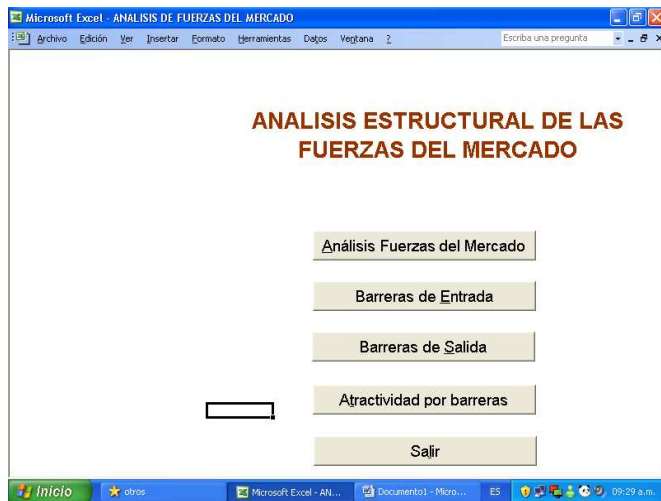 Microsoft Excel - ANALISIS DE FUERZAS DEL MERCADO
Archivo Edición Ver Insertar Formato Herramientas Datos Ventana ? Escriba una pregunta
ANALISIS ESTRUCTURAL DE LAS
FUERZAS DEL MERCADO
Análisis Fuerzas del Mercado
Barreras de Entrada
Barreras de Salida
Atractividad por barreras
Salir
Inicio otros Microsoft Excel - AN... Documento1 - Micro... ES 09:29 a.m.